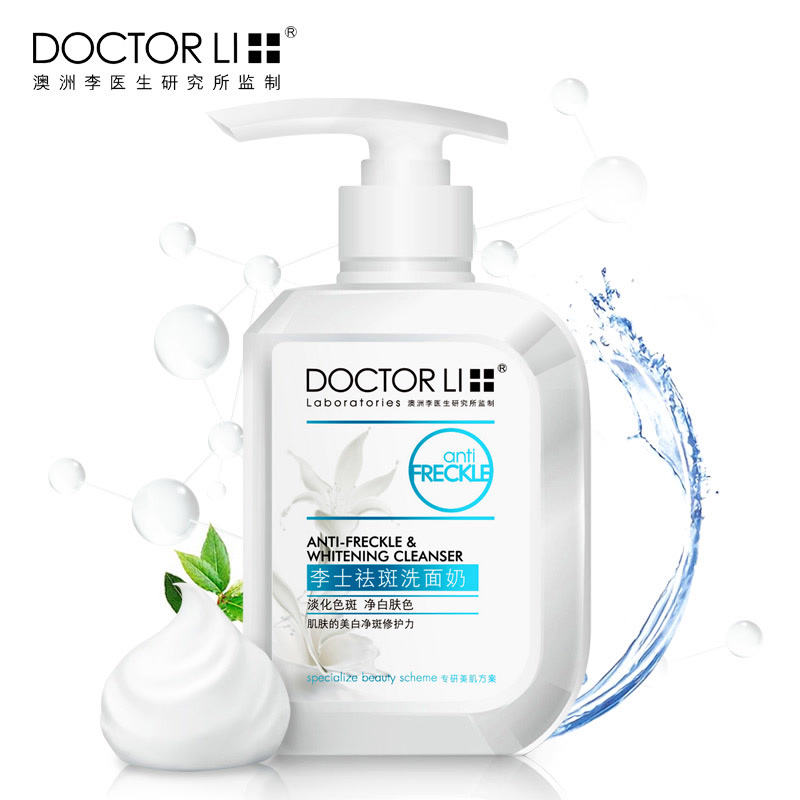 DOCTOR LI®
澳洲李医生研究所监制
DOCTOR LI®
Laboratories 澳洲李医生研究所监制
anti
FRECKLE
ANTI-FRECKLE &
WHITENING CLEANSER
李士祛斑洗面奶
淡化色斑 净白肤色
肌肤的美白净斑修护力
specialize beauty scheme 专研美肌方案